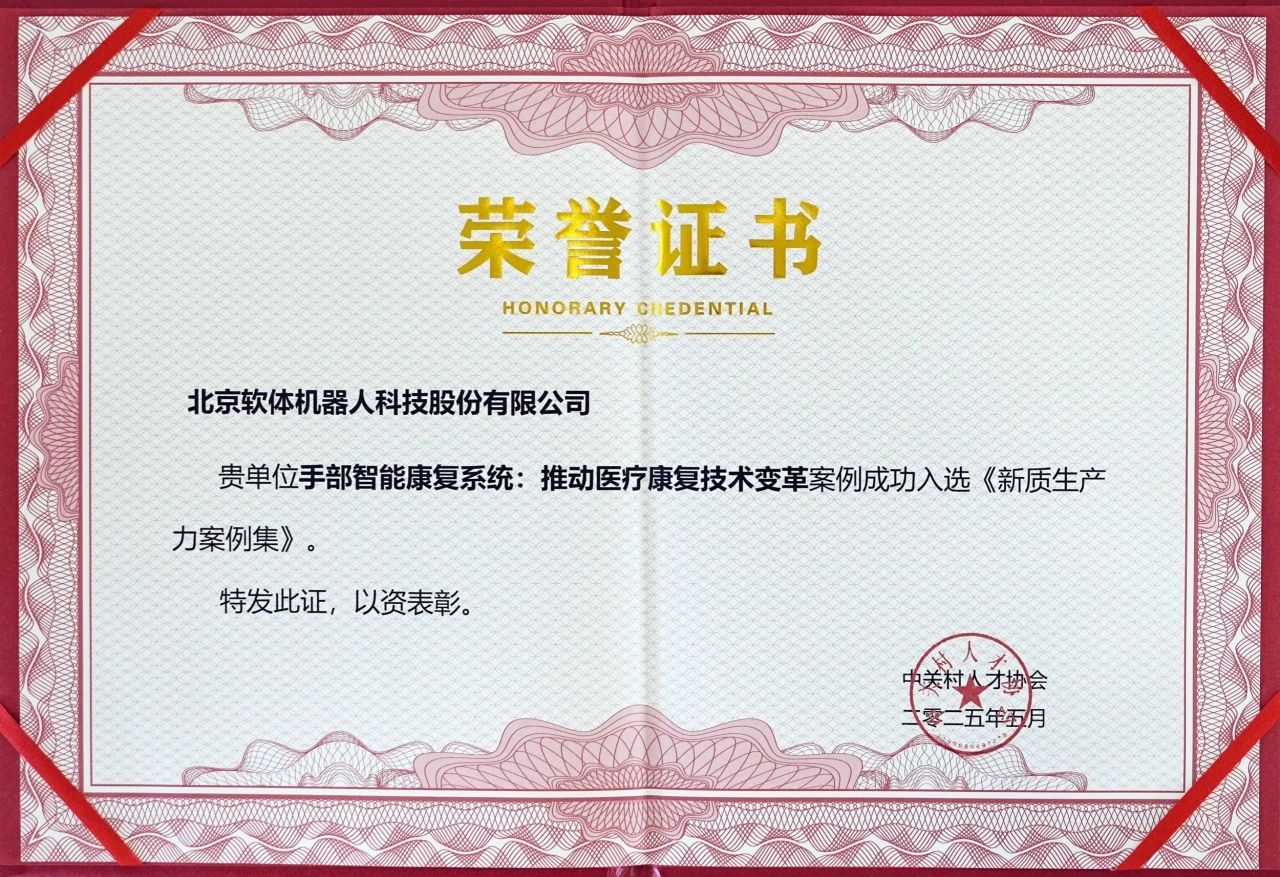 荣誉证书
HONORARY CREDENTIAL
北京软体机器人科技股份有限公司
贵单位手部智能康复系统：推动医疗康复技术变革案例成功入选《新质生产
力案例集》。
特发此证，以资表彰。
中关村人才协会
二零二五年五月